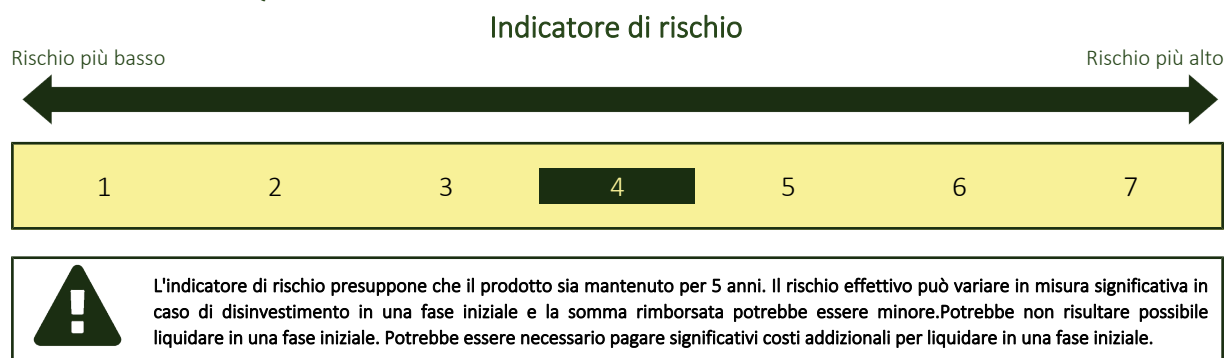 Indicatore di rischio
Rischio più basso
Rischio più alto
1 2 3 4 5 6 7
L'indicatore di rischio presuppone che il prodotto sia mantenuto per 5 anni. Il rischio effettivo può variare in misura significativa in
caso di disinvestimento in una fase iniziale e la somma rimborsata potrebbe essere minore.Potrebbe non risultare possibile
liquidare in una fase iniziale. Potrebbe essere necessario pagare significativi costi addizionali per liquidare in una fase iniziale.